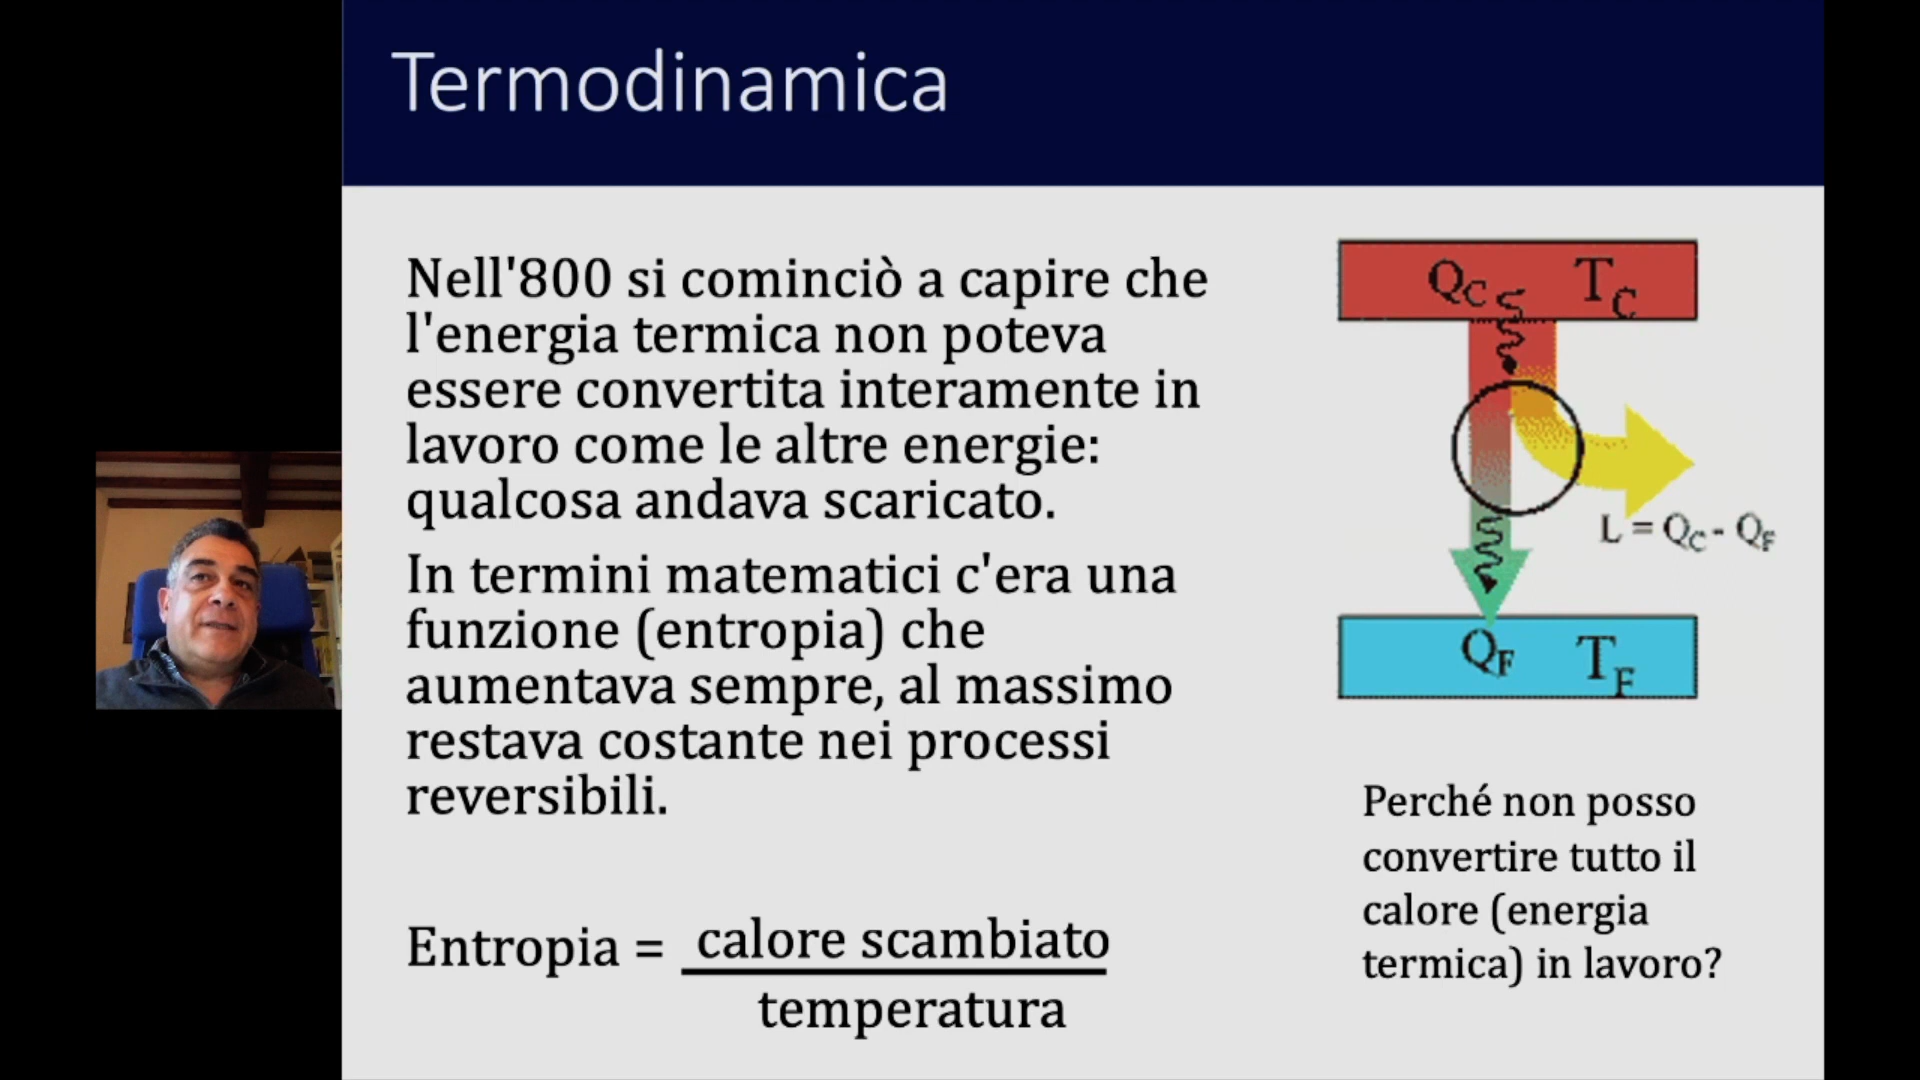 Termodinamica
Nell'800 si cominciò a capire che
l'energia termica non poteva
essere convertita interamente in
lavoro come le altre energie:
qualcosa andava scaricato.
In termini matematici c'era una
funzione (entropia) che
aumentava sempre, al massimo
restava costante nei processi
reversibili.
Entropia = calore scambiato
temperatura
QC TC
L = QC - QF
QF TF
Perché non posso
convertire tutto il
calore (energia
termica) in lavoro?